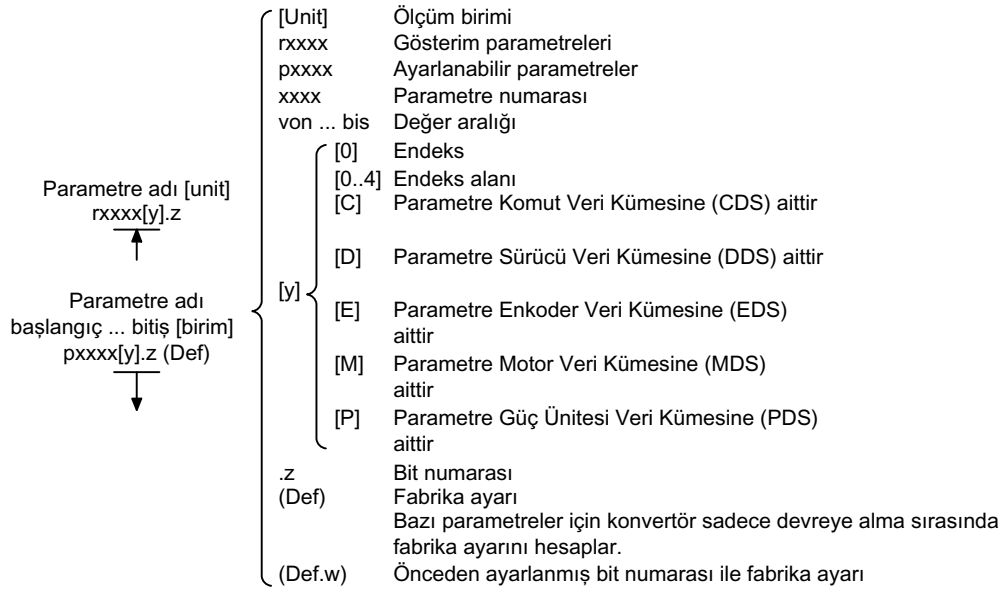 [Unit] Ölçüm birimi
rxxxx Gösterim parametreleri
pxxxx Ayarlanabilir parametreler
xxxx Parametre numarası
von ... bis Değer aralığı
[0] Endeks
[0..4] Endeks alanı
[C] Parametre Komut Veri Kümesine (CDS) aittir
Parametre adı [unit]
rxxxx[y].z
[D] Parametre Sürücü Veri Kümesine (DDS) aittir
[y]
Parametre adı
başlangıç ... bitiş [birim]
pxxxx[y].z (Def)
[E] Parametre Enkoder Veri Kümesine (EDS)
aittir
[M] Parametre Motor Veri Kümesine (MDS)
aittir
[P] Parametre Güç Ünitesi Veri Kümesine (PDS)
aittir
.z Bit numarası
(Def) Fabrika ayarı
Bazı parametreler için konvertör sadece devreye alma sırasında
fabrika ayarını hesaplar.
(Def.w) Önceden ayarlanmış bit numarası ile fabrika ayarı